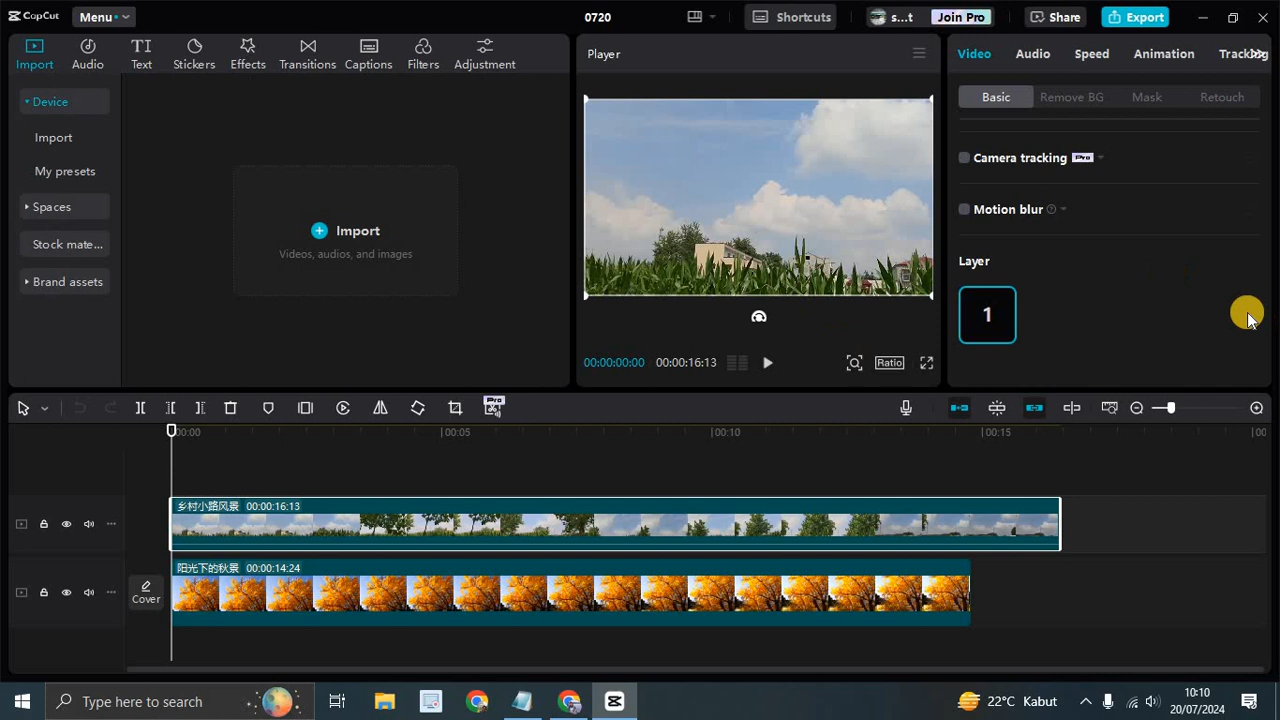 CapCut
Menu
0720
Shortcuts
s...t
Join Pro
Share
Export
Import
Audio
Text
Stickers
Effects
Transitions
Captions
Filters
Adjustment
Device
Import
My presets
Spaces
Stock mate...
Brand assets
Import
Videos, audios, and images
Player
00:00:00:00
00:00:16:13
Ratio
Video
Audio
Speed
Animation
Tracking
Basic
Remove BG
Mask
Retouch
Camera tracking
Pro
Motion blur
Layer
1
Pro
00:00
00:05
00:10
00:15
乡村小路风景 00:00:16:13
阳光下的秋景 00:00:14:24
Cover
Type here to search
22°C Kabut
10:10
20/07/2024